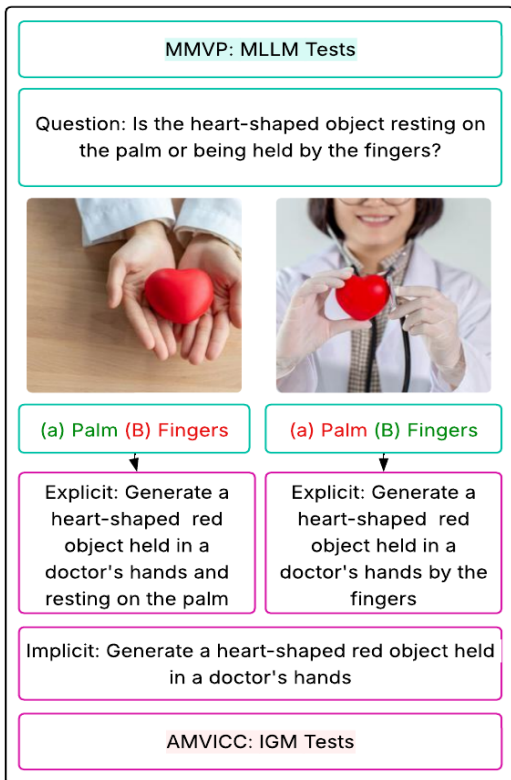 MMVP: MLLM Tests
Question: Is the heart-shaped object resting on
the palm or being held by the fingers?
(a) Palm (B) Fingers
(a) Palm (B) Fingers
Explicit: Generate a
heart-shaped red
object held in a
doctor's hands and
resting on the palm
Explicit: Generate a
heart-shaped red
object held in a
doctor's hands by the
fingers
Implicit: Generate a heart-shaped red object held
in a doctor's hands
AMVICC: IGM Tests